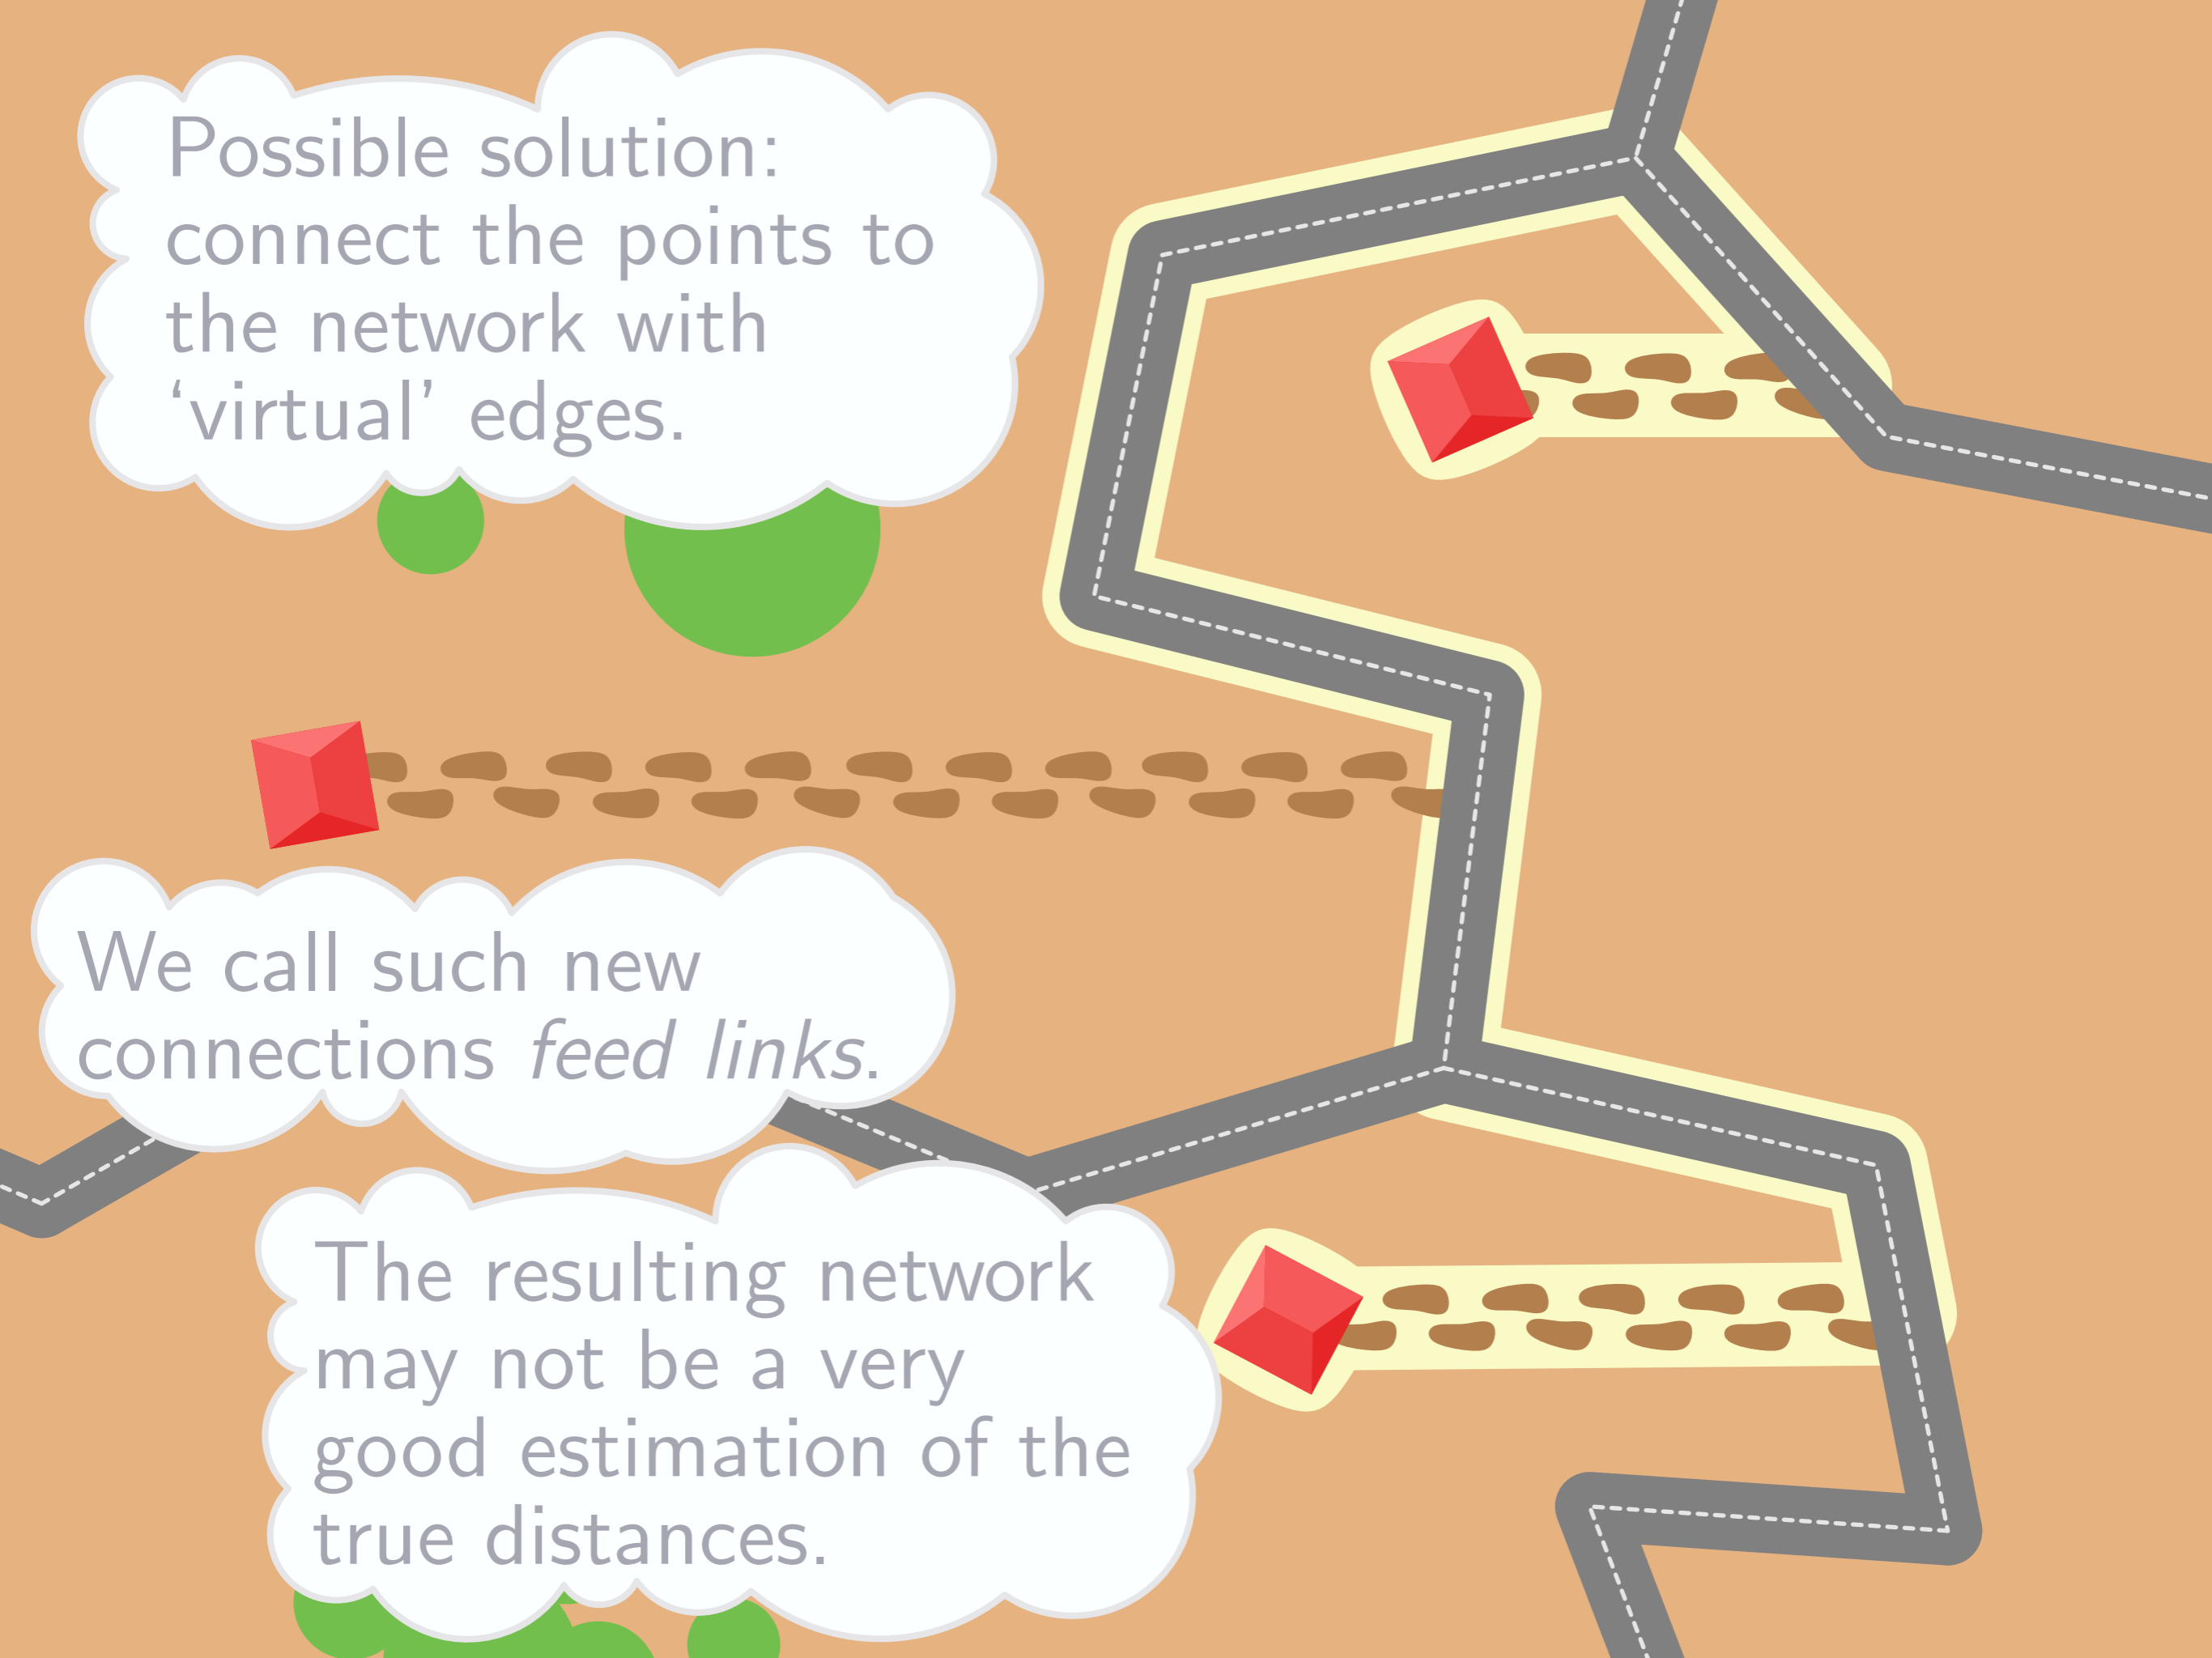 Possible solution:
connect the points to
the network with
‘virtual’ edges.
We call such new
connections feed links.
The resulting network
may not be a very
good estimation of the
true distances.